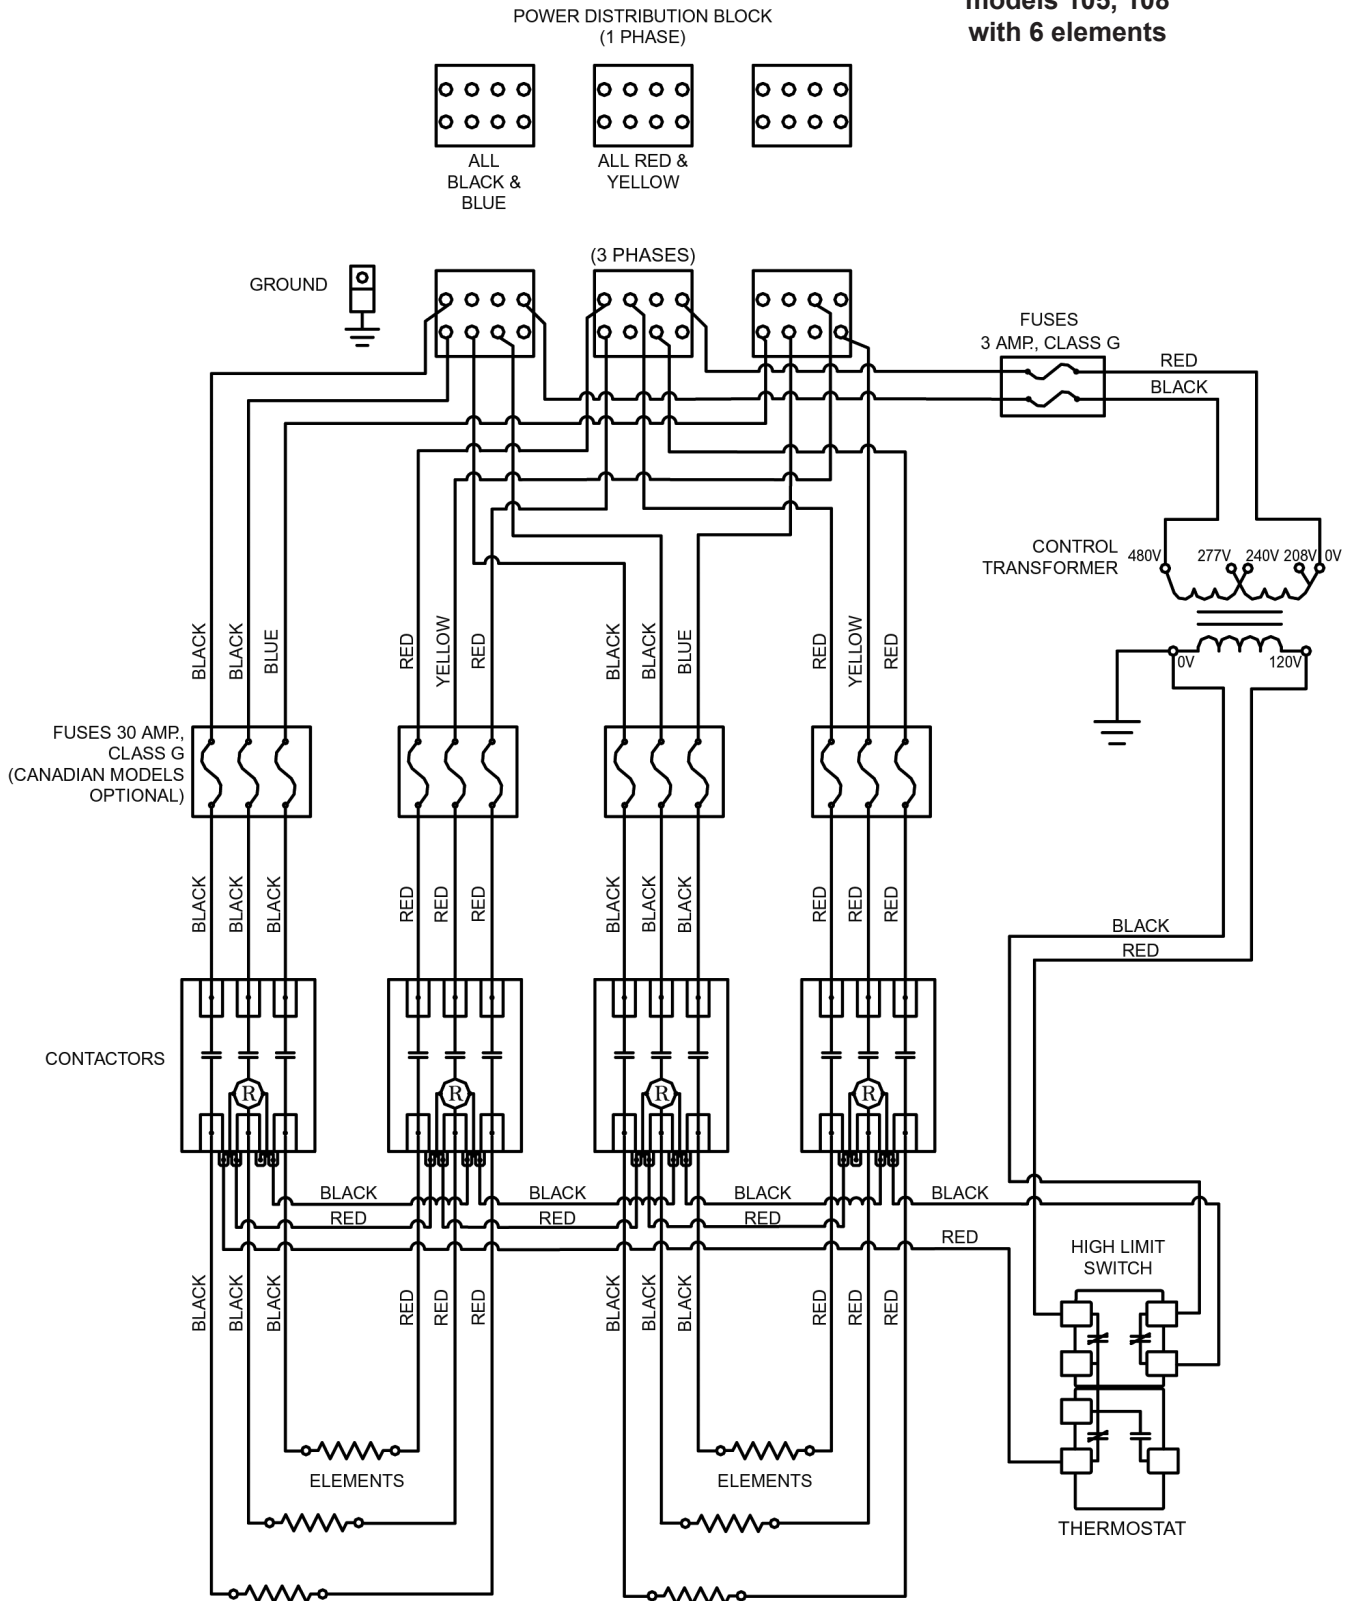 models 105, 108
with 6 elements
POWER DISTRIBUTION BLOCK
(1 PHASE)
ALL
BLACK &
BLUE
ALL RED &
YELLOW
(3 PHASES)
GROUND
FUSES
3 AMP., CLASS G
RED
BLACK
CONTROL
TRANSFORMER
480V
277V
240V
208V
0V
0V
120V
BLACK
BLACK
BLUE
RED
YELLOW
RED
BLACK
BLACK
BLUE
RED
YELLOW
RED
FUSES 30 AMP.,
CLASS G
(CANADIAN MODELS
OPTIONAL)
BLACK
BLACK
BLACK
RED
RED
RED
BLACK
BLACK
BLACK
RED
RED
RED
BLACK
RED
CONTACTORS
R
R
R
R
BLACK
BLACK
BLACK
BLACK
RED
RED
RED
RED
BLACK
BLACK
BLACK
RED
RED
RED
BLACK
BLACK
BLACK
RED
RED
RED
HIGH LIMIT
SWITCH
ELEMENTS
ELEMENTS
THERMOSTAT